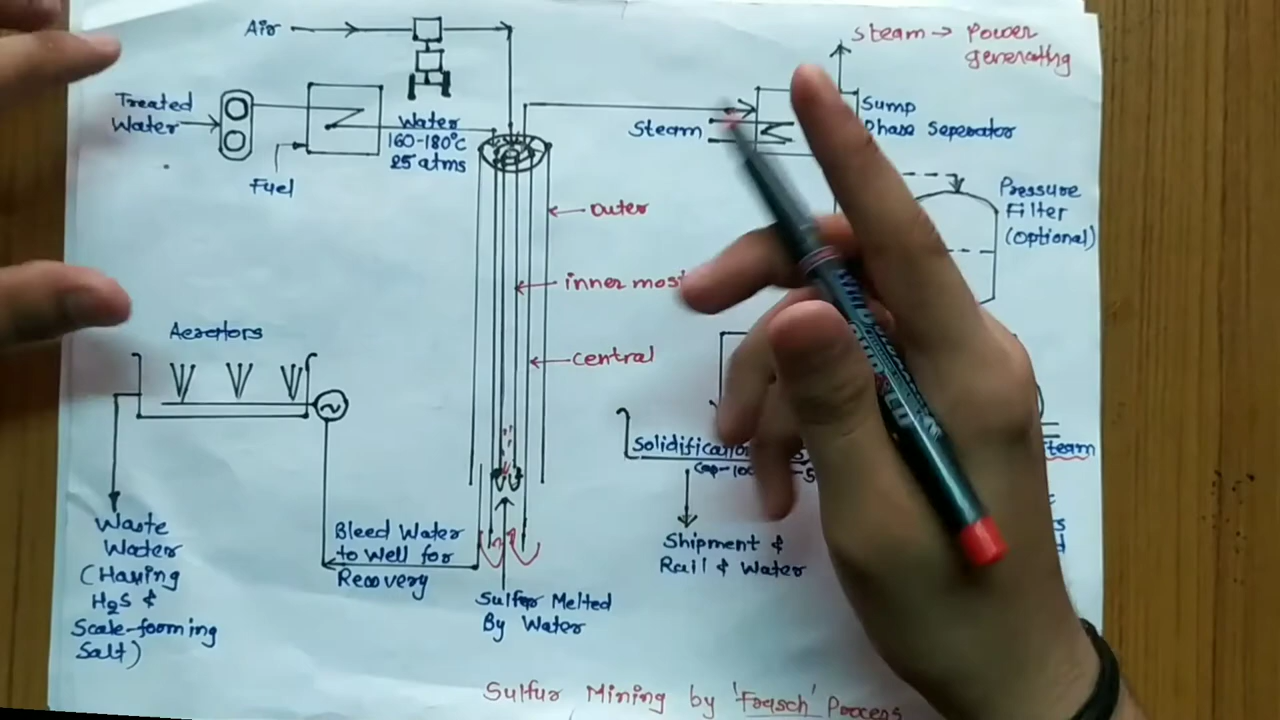 Air
steam → power
generating
Treated
Water
Water
160-180°C
25 atms
Fuel
Steam
Sump
Phase Seperator
Pressure
Filter
(Optional)
outer
inner most
central
Aerators
Solidification
steam
Waste
Water
(Having
H₂S &
Scale-forming
Salt)
Bleed Water
to Well for
Recovery
Sulfur Melted
By Water
Shipment &
Rail & Water
Sulfur Mining by 'Frasch' Process